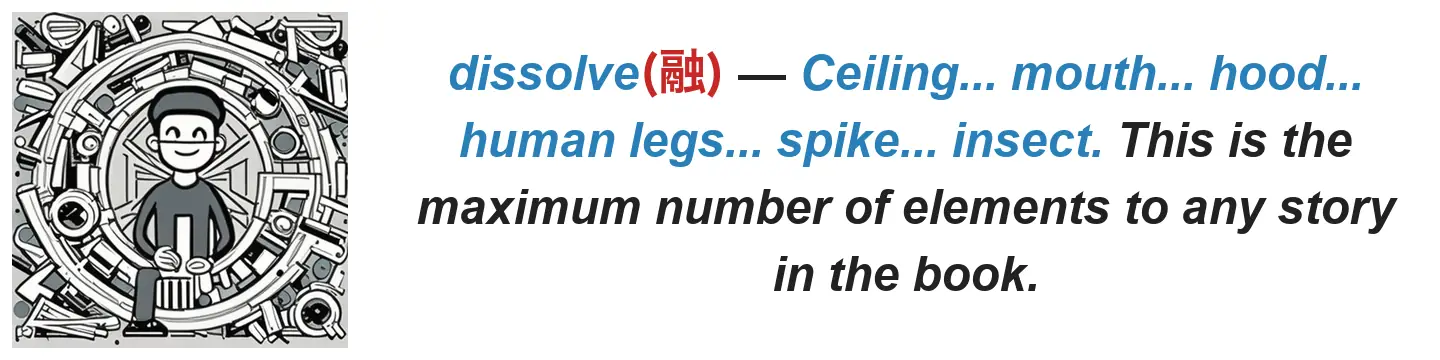 dissolve(融) — Ceiling... mouth... hood...
human legs... spike... insect. This is the
maximum number of elements to any story
in the book.